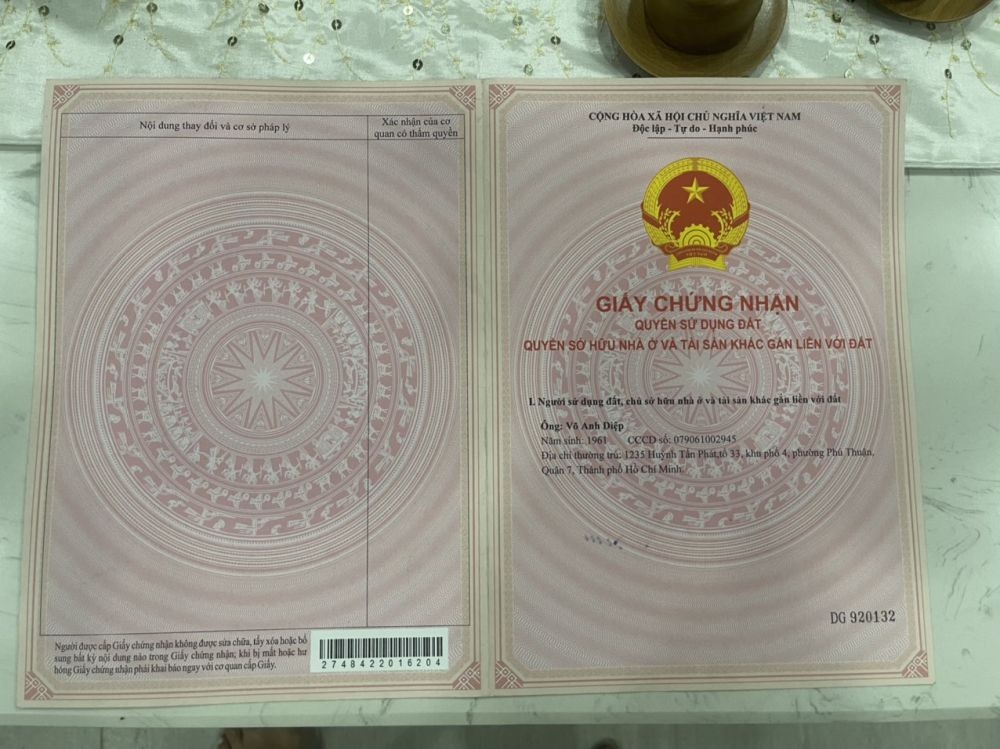 Nội dung thay đổi và cơ sở pháp lý
Xác nhận của cơ
quan có thẩm quyền
Người được cấp Giấy chứng nhận không được sửa chữa, tẩy xóa hoặc bổ
sung bất kỳ nội dung nào trong Giấy chứng nhận; khi bị mất hoặc hư
hỏng Giấy chứng nhận phải khai báo ngay với cơ quan cấp Giấy.
2748422016204
CỘNG HÒA XÃ HỘI CHỦ NGHĨA VIỆT NAM
Độc lập - Tự do - Hạnh phúc
GIẤY CHỨNG NHẬN
QUYỀN SỬ DỤNG ĐẤT
QUYỀN SỞ HỮU NHÀ Ở VÀ TÀI SẢN KHÁC GẮN LIỀN VỚI ĐẤT
I. Người sử dụng đất, chủ sở hữu nhà ở và tài sản khác gắn liền với đất
Ông: Võ Anh Diệp
Năm sinh: 1961 CCCD số: 079061002945
Địa chỉ thường trú: 1235 Huỳnh Tấn Phát,tổ 33, khu phố 4, phường Phú Thuận,
Quận 7, Thành phố Hồ Chí Minh.
DG 920132